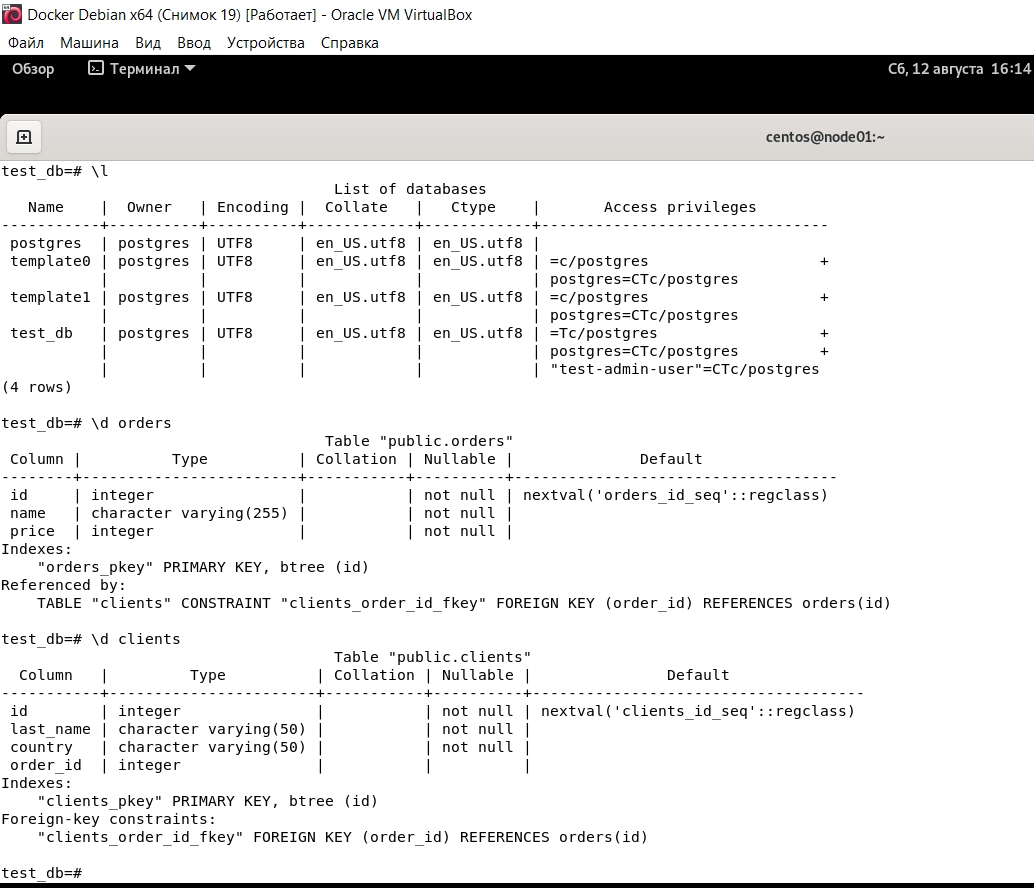 Docker Debian x64 (Снимок 19) [Работает] - Oracle VM VirtualBox
Файл Машина Вид Ввод Устройства Справка
Обзор Терминал Сб, 12 августа 16:14
centos@node01:~
test_db=# \l
                                     List of databases
   Name    |  Owner   | Encoding |  Collate   |   Ctype    |       Access privileges
-----------+----------+----------+------------+------------+--------------------------------
 postgres  | postgres | UTF8     | en_US.utf8 | en_US.utf8 |
 template0 | postgres | UTF8     | en_US.utf8 | en_US.utf8 | =c/postgres                   +
           |          |          |            |            | postgres=CTc/postgres
 template1 | postgres | UTF8     | en_US.utf8 | en_US.utf8 | =c/postgres                   +
           |          |          |            |            | postgres=CTc/postgres
 test_db   | postgres | UTF8     | en_US.utf8 | en_US.utf8 | =Tc/postgres                  +
           |          |          |            |            | postgres=CTc/postgres         +
           |          |          |            |            | "test-admin-user"=CTc/postgres
(4 rows)

test_db=# \d orders
                                    Table "public.orders"
 Column |          Type          | Collation | Nullable |              Default
--------+------------------------+-----------+----------+------------------------------------
 id     | integer                |           | not null | nextval('orders_id_seq'::regclass)
 name   | character varying(255) |           | not null |
 price  | integer                |           | not null |
Indexes:
    "orders_pkey" PRIMARY KEY, btree (id)
Referenced by:
    TABLE "clients" CONSTRAINT "clients_order_id_fkey" FOREIGN KEY (order_id) REFERENCES orders(id)

test_db=# \d clients
                                     Table "public.clients"
  Column   |         Type          | Collation | Nullable |               Default
-----------+-----------------------+-----------+----------+-------------------------------------
 id        | integer               |           | not null | nextval('clients_id_seq'::regclass)
 last_name | character varying(50) |           | not null |
 country   | character varying(50) |           | not null |
 order_id  | integer               |           |          |
Indexes:
    "clients_pkey" PRIMARY KEY, btree (id)
Foreign-key constraints:
    "clients_order_id_fkey" FOREIGN KEY (order_id) REFERENCES orders(id)

test_db=#